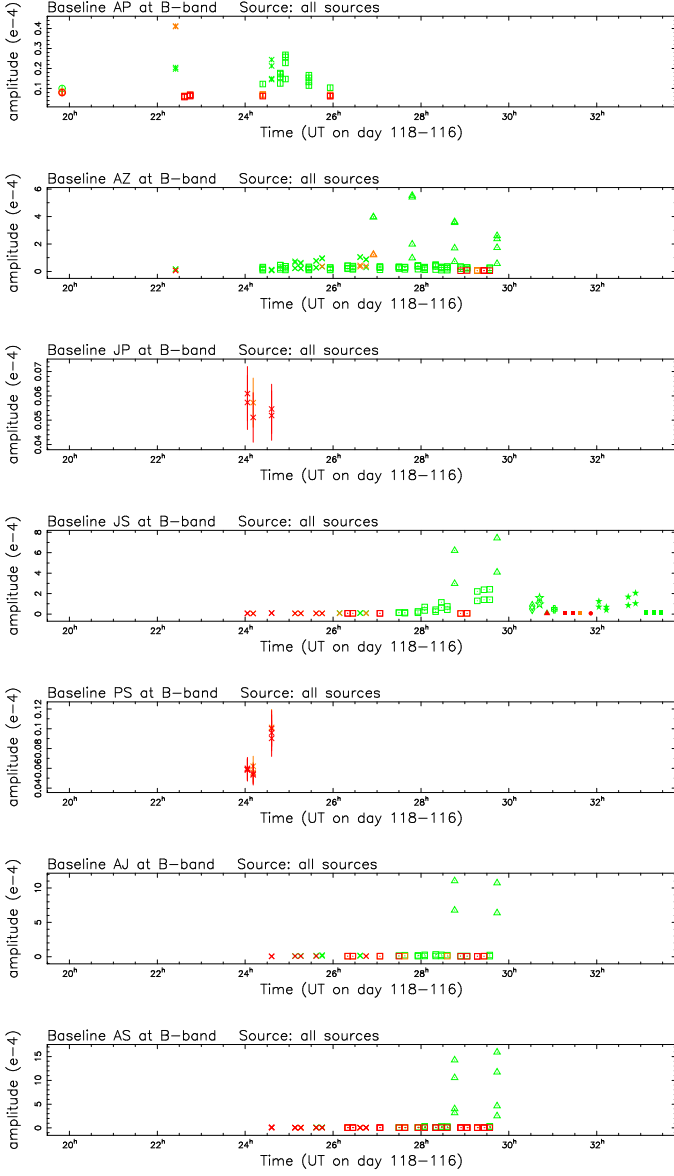 Baseline AP at B-band Source: all sources
amplitude (e-4)
0.1 0.2 0.3 0.4
20h 22h 24h 26h 28h 30h 32h
Time (UT on day 118-116)
Baseline AZ at B-band Source: all sources
amplitude (e-4)
0 2 4 6
20h 22h 24h 26h 28h 30h 32h
Time (UT on day 118-116)
Baseline JP at B-band Source: all sources
amplitude (e-4)
0.04 0.05 0.06 0.07
20h 22h 24h 26h 28h 30h 32h
Time (UT on day 118-116)
Baseline JS at B-band Source: all sources
amplitude (e-4)
0 2 4 6 8
20h 22h 24h 26h 28h 30h 32h
Time (UT on day 118-116)
Baseline PS at B-band Source: all sources
amplitude (e-4)
0.04 0.06 0.08 0.1 0.12
20h 22h 24h 26h 28h 30h 32h
Time (UT on day 118-116)
Baseline AJ at B-band Source: all sources
amplitude (e-4)
0 5 10
20h 22h 24h 26h 28h 30h 32h
Time (UT on day 118-116)
Baseline AS at B-band Source: all sources
amplitude (e-4)
0 5 10 15
20h 22h 24h 26h 28h 30h 32h
Time (UT on day 118-116)